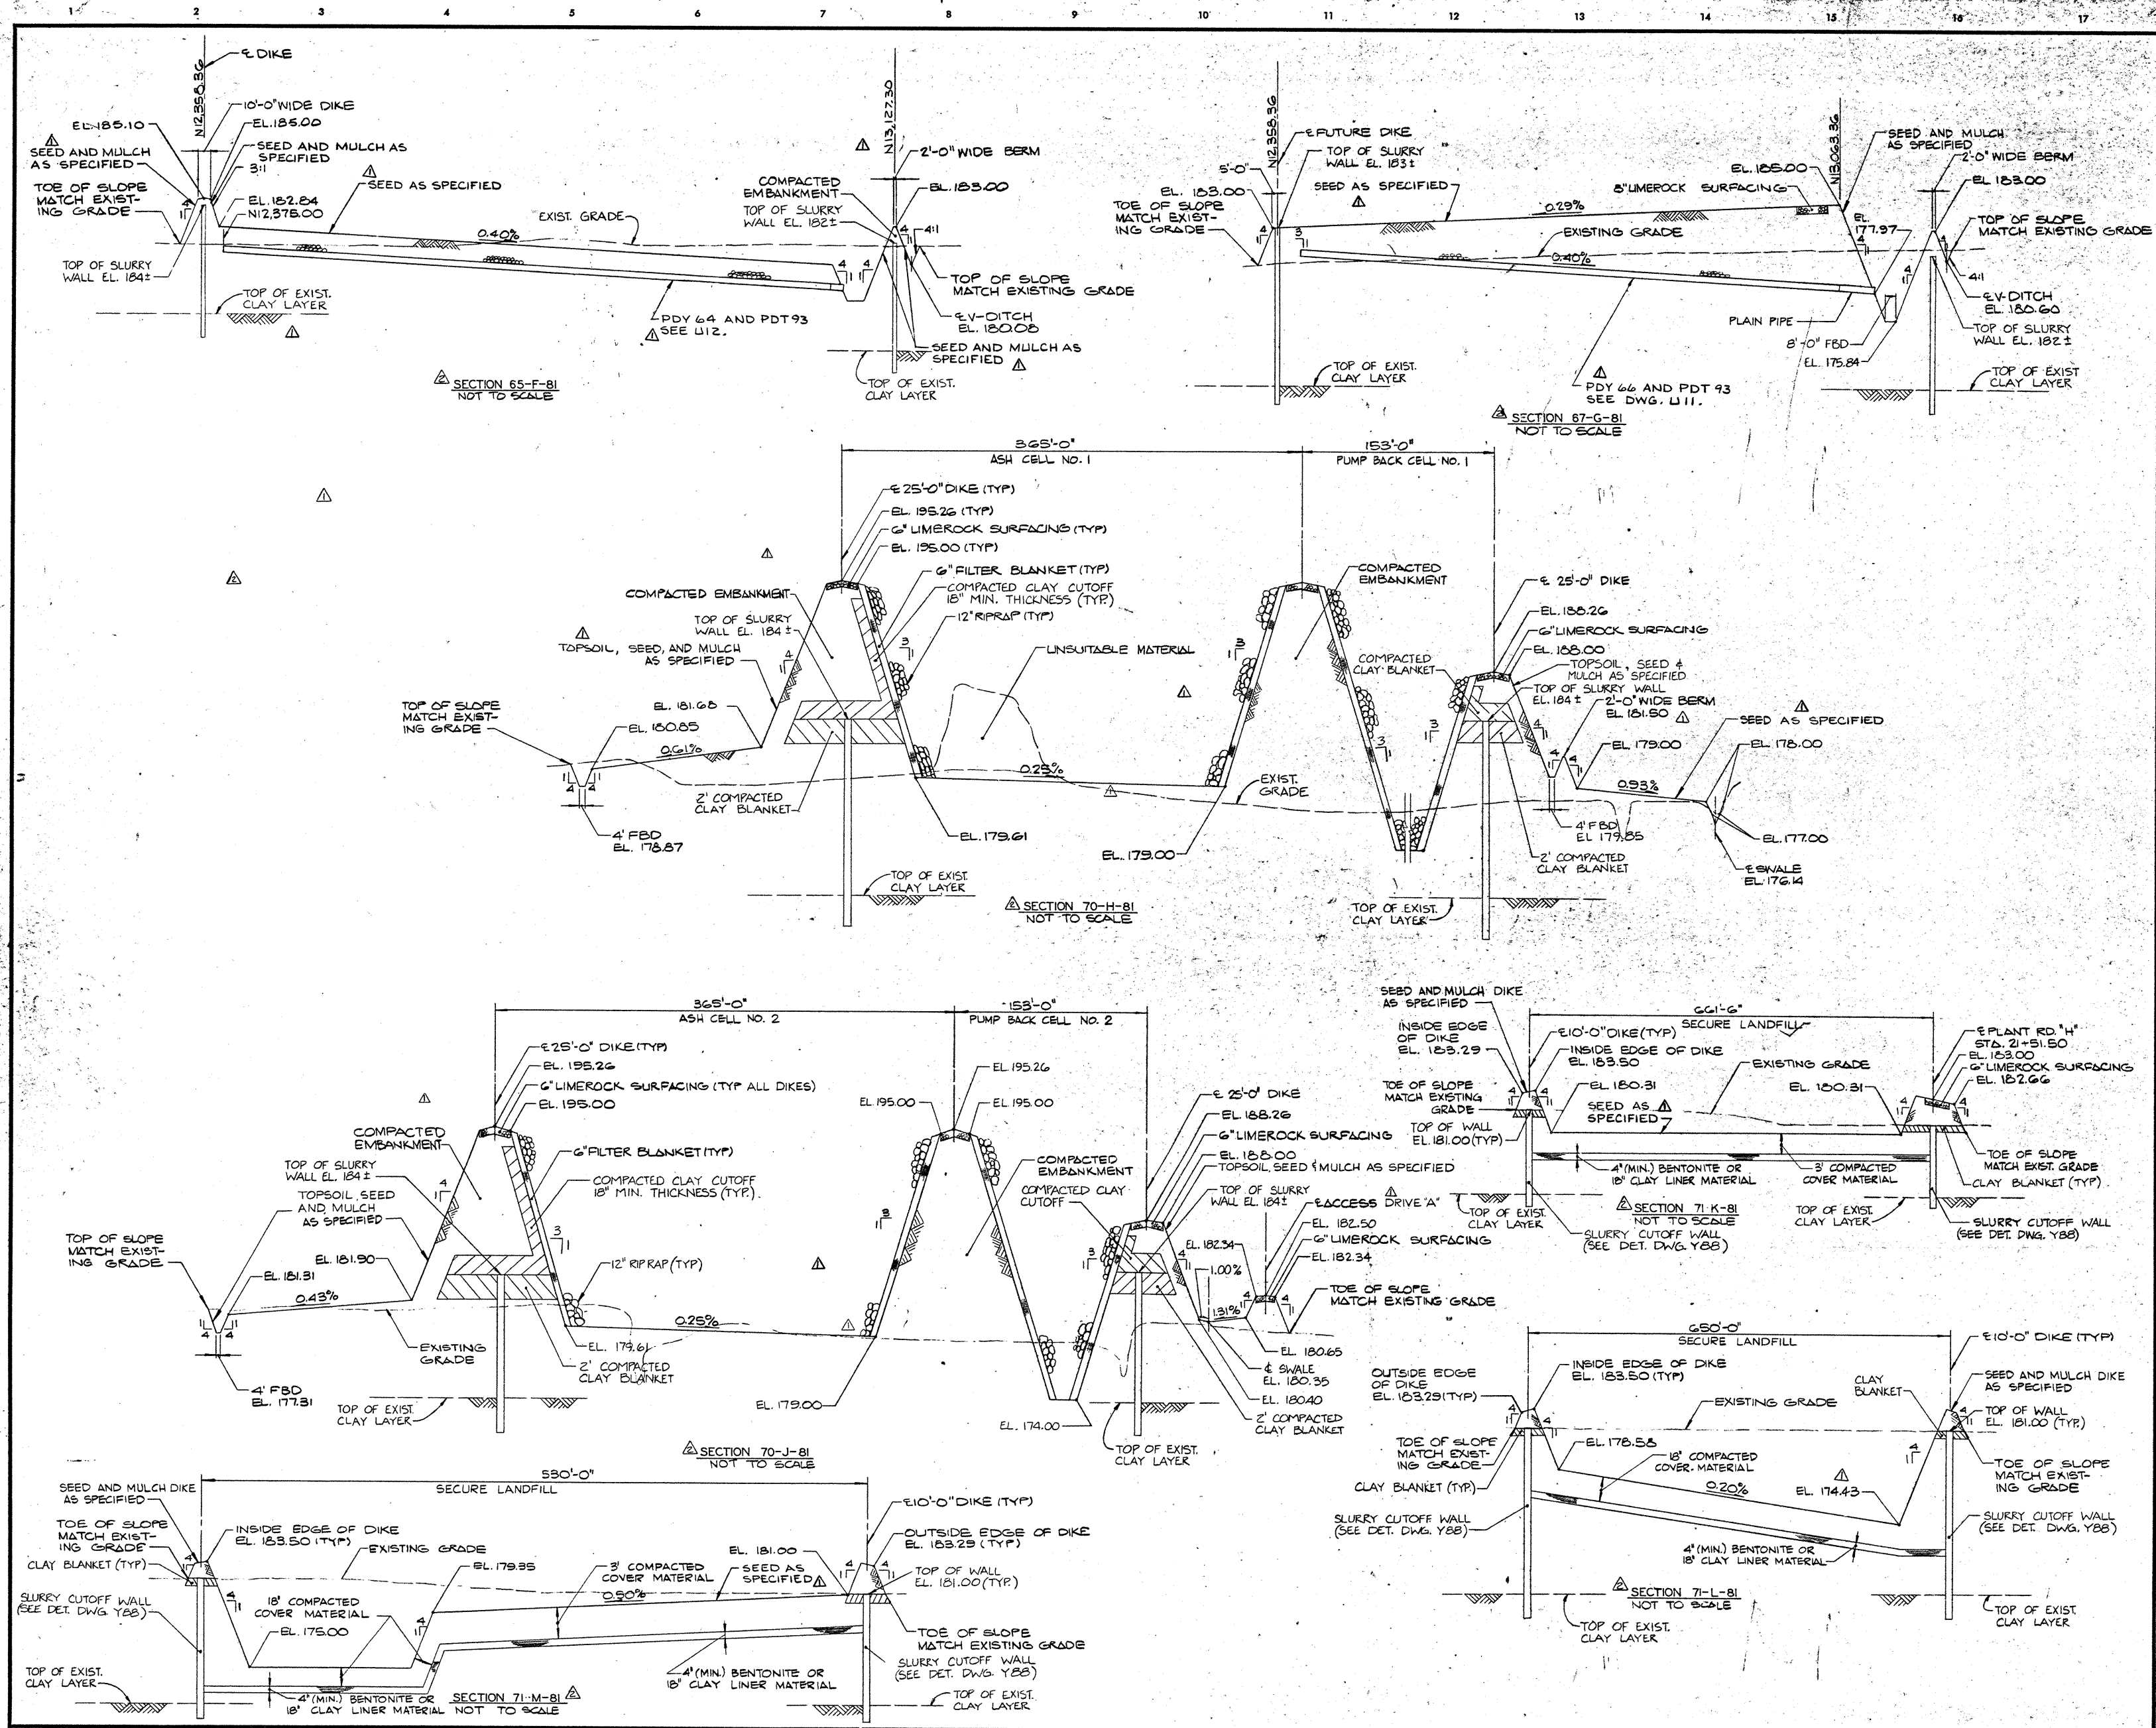 1 2 3 4 5 6 7 8 9 10 11 12 13 14 15 16 17
N12,358.36
℄ DIKE
10'-0" WIDE DIKE
EL. 185.10
EL. 185.00
SEED AND MULCH
AS SPECIFIED
SEED AND MULCH AS
SPECIFIED
3:1
SEED AS SPECIFIED
TOE OF SLOPE
MATCH EXIST-
ING GRADE
EL. 182.84
N12,375.00
EXIST. GRADE
0.40%
TOP OF SLURRY
WALL EL. 184±
TOP OF EXIST.
CLAY LAYER
PDY 64 AND PDT 93
SEE U12.
SECTION 65-F-81
NOT TO SCALE
N13,127.30
2'-0" WIDE BERM
COMPACTED
EMBANKMENT
EL. 183.00
TOP OF SLURRY
WALL EL. 182±
4:1
TOP OF SLOPE
MATCH EXISTING GRADE
℄ V-DITCH
EL. 180.08
SEED AND MULCH AS
SPECIFIED
TOP OF EXIST.
CLAY LAYER
N12,358.36
℄ FUTURE DIKE
TOP OF SLURRY
WALL EL. 183±
5'-0"
EL. 183.00
SEED AS SPECIFIED
TOE OF SLOPE
MATCH EXIST-
ING GRADE
0.29%
EXISTING GRADE
0.40%
8" LIMEROCK SURFACING
EL. 185.00
N13,063.36
SEED AND MULCH
AS SPECIFIED
2'-0" WIDE BERM
EL. 183.00
EL.
177.97
TOP OF SLOPE
MATCH EXISTING GRADE
4:1
℄ V-DITCH
EL. 180.60
TOP OF SLURRY
WALL EL. 182±
PLAIN PIPE
8'-0" FBD
EL. 175.84
TOP OF EXIST.
CLAY LAYER
PDY 66 AND PDT 93
SEE DWG. U11.
TOP OF EXIST
CLAY LAYER
SECTION 67-G-81
NOT TO SCALE
365'-0"
ASH CELL NO. 1
153'-0"
PUMP BACK CELL NO. 1
℄ 25'-0" DIKE (TYP)
EL. 195.26 (TYP)
6" LIMEROCK SURFACING (TYP)
EL. 195.00 (TYP)
6" FILTER BLANKET (TYP)
COMPACTED CLAY CUTOFF
18" MIN. THICKNESS (TYP.)
12" RIPRAP (TYP)
COMPACTED EMBANKMENT
TOP OF SLURRY
WALL EL. 184±
TOPSOIL, SEED, AND MULCH
AS SPECIFIED
UNSUITABLE MATERIAL
COMPACTED
EMBANKMENT
℄ 25'-0" DIKE
EL. 188.26
6" LIMEROCK SURFACING
EL. 188.00
COMPACTED
CLAY BLANKET
TOPSOIL, SEED &
MULCH AS SPECIFIED
TOP OF SLURRY WALL
EL. 184±
2'-0" WIDE BERM
EL. 181.50
SEED AS SPECIFIED
TOP OF SLOPE
MATCH EXIST-
ING GRADE
EL. 181.68
EL. 180.85
0.61%
2' COMPACTED
CLAY BLANKET
4' FBD
EL. 178.87
0.25%
EL. 179.61
EL. 179.00
EXIST.
GRADE
EL. 179.00
EL. 178.00
0.93%
4' FBD
EL 179.85
EL. 177.00
2' COMPACTED
CLAY BLANKET
℄ SWALE
EL. 176.14
TOP OF EXIST.
CLAY LAYER
TOP OF EXIST.
CLAY LAYER
SECTION 70-H-81
NOT TO SCALE
365'-0"
ASH CELL NO. 2
153'-0"
PUMP BACK CELL NO. 2
℄ 25'-0" DIKE (TYP)
EL. 195.26
6" LIMEROCK SURFACING (TYP ALL DIKES)
EL. 195.00
COMPACTED
EMBANKMENT
6" FILTER BLANKET (TYP)
TOP OF SLURRY
WALL EL. 184±
COMPACTED CLAY CUTOFF
18" MIN. THICKNESS (TYP.)
TOPSOIL, SEED
AND MULCH
AS SPECIFIED
TOP OF SLOPE
MATCH EXIST-
ING GRADE
EL. 181.90
EL. 181.31
0.43%
12" RIPRAP (TYP)
0.25%
EXISTING
GRADE
EL. 179.61
2' COMPACTED
CLAY BLANKET
4' FBD
EL. 177.31
TOP OF EXIST.
CLAY LAYER
EL. 179.00
EL. 195.26
EL. 195.00
EL. 195.00
COMPACTED
EMBANKMENT
COMPACTED CLAY
CUTOFF
℄ 25'-0" DIKE
EL. 188.26
6" LIMEROCK SURFACING
EL. 188.00
TOPSOIL, SEED & MULCH AS SPECIFIED
TOP OF SLURRY
WALL EL. 184±
℄ ACCESS DRIVE "A"
EL. 182.50
6" LIMEROCK SURFACING
EL. 182.34
EL. 182.34
1.00%
1.31%
TOE OF SLOPE
MATCH EXISTING GRADE
EL. 180.65
℄ SWALE
EL. 180.35
EL. 180.40
2' COMPACTED
CLAY BLANKET
EL. 174.00
TOP OF EXIST.
CLAY LAYER
SECTION 70-J-81
NOT TO SCALE
SEED AND MULCH DIKE
AS SPECIFIED
661'-6"
SECURE LANDFILL
INSIDE EDGE
OF DIKE
EL. 183.29
℄ 10'-0" DIKE (TYP)
INSIDE EDGE OF DIKE
EL. 183.50
EXISTING GRADE
℄ PLANT RD. "H"
STA. 21+51.50
EL. 183.00
6" LIMEROCK SURFACING
EL. 182.66
TOE OF SLOPE
MATCH EXISTING
GRADE
EL. 180.31
EL. 180.31
SEED AS
SPECIFIED
TOP OF WALL
EL. 181.00 (TYP)
4" (MIN.) BENTONITE OR
18" CLAY LINER MATERIAL
3' COMPACTED
COVER MATERIAL
TOE OF SLOPE
MATCH EXIST. GRADE
CLAY BLANKET (TYP)
TOP OF EXIST.
CLAY LAYER
SECTION 71-K-81
NOT TO SCALE
TOP OF EXIST.
CLAY LAYER
SLURRY CUTOFF WALL
(SEE DET. DWG. Y88)
SLURRY CUTOFF WALL
(SEE DET. DWG. Y88)
650'-0"
SECURE LANDFILL
℄ 10'-0" DIKE (TYP)
OUTSIDE EDGE
OF DIKE
EL. 183.29 (TYP)
INSIDE EDGE OF DIKE
EL. 183.50 (TYP)
CLAY
BLANKET
SEED AND MULCH DIKE
AS SPECIFIED
EXISTING GRADE
TOP OF WALL
EL. 181.00 (TYP.)
TOE OF SLOPE
MATCH EXIST-
ING GRADE
EL. 178.58
18" COMPACTED
COVER MATERIAL
0.20%
EL. 174.43
TOE OF SLOPE
MATCH EXIST-
ING GRADE
CLAY BLANKET (TYP.)
SLURRY CUTOFF WALL
(SEE DET. DWG. Y88)
SLURRY CUTOFF WALL
(SEE DET. DWG. Y88)
4" (MIN.) BENTONITE OR
18" CLAY LINER MATERIAL
SECTION 71-L-81
NOT TO SCALE
TOP OF EXIST.
CLAY LAYER
TOP OF EXIST.
CLAY LAYER
530'-0"
SECURE LANDFILL
SEED AND MULCH DIKE
AS SPECIFIED
TOE OF SLOPE
MATCH EXIST-
ING GRADE
INSIDE EDGE OF DIKE
EL. 183.50 (TYP)
EXISTING GRADE
CLAY BLANKET (TYP)
EL. 179.35
3' COMPACTED
COVER MATERIAL
EL. 181.00
SEED AS
SPECIFIED
℄ 10'-0" DIKE (TYP)
OUTSIDE EDGE OF DIKE
EL. 183.29 (TYP)
TOP OF WALL
EL. 181.00 (TYP.)
0.50%
SLURRY CUTOFF WALL
(SEE DET. DWG. Y88)
18" COMPACTED
COVER MATERIAL
EL. 175.00
TOE OF SLOPE
MATCH EXISTING GRADE
SLURRY CUTOFF WALL
(SEE DET. DWG. Y88)
4" (MIN.) BENTONITE OR
18" CLAY LINER MATERIAL
TOP OF EXIST.
CLAY LAYER
4" (MIN.) BENTONITE OR
18" CLAY LINER MATERIAL
SECTION 71-M-81
NOT TO SCALE
TOP OF EXIST.
CLAY LAYER